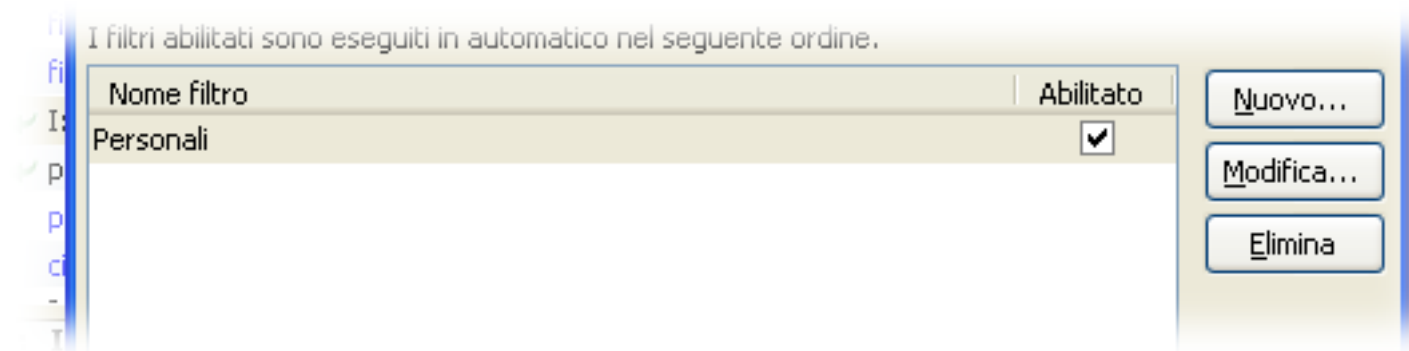 I filtri abilitati sono eseguiti in automatico nel seguente ordine.
Nome filtro Abilitato
Personali
Nuovo...
Modifica...
Elimina